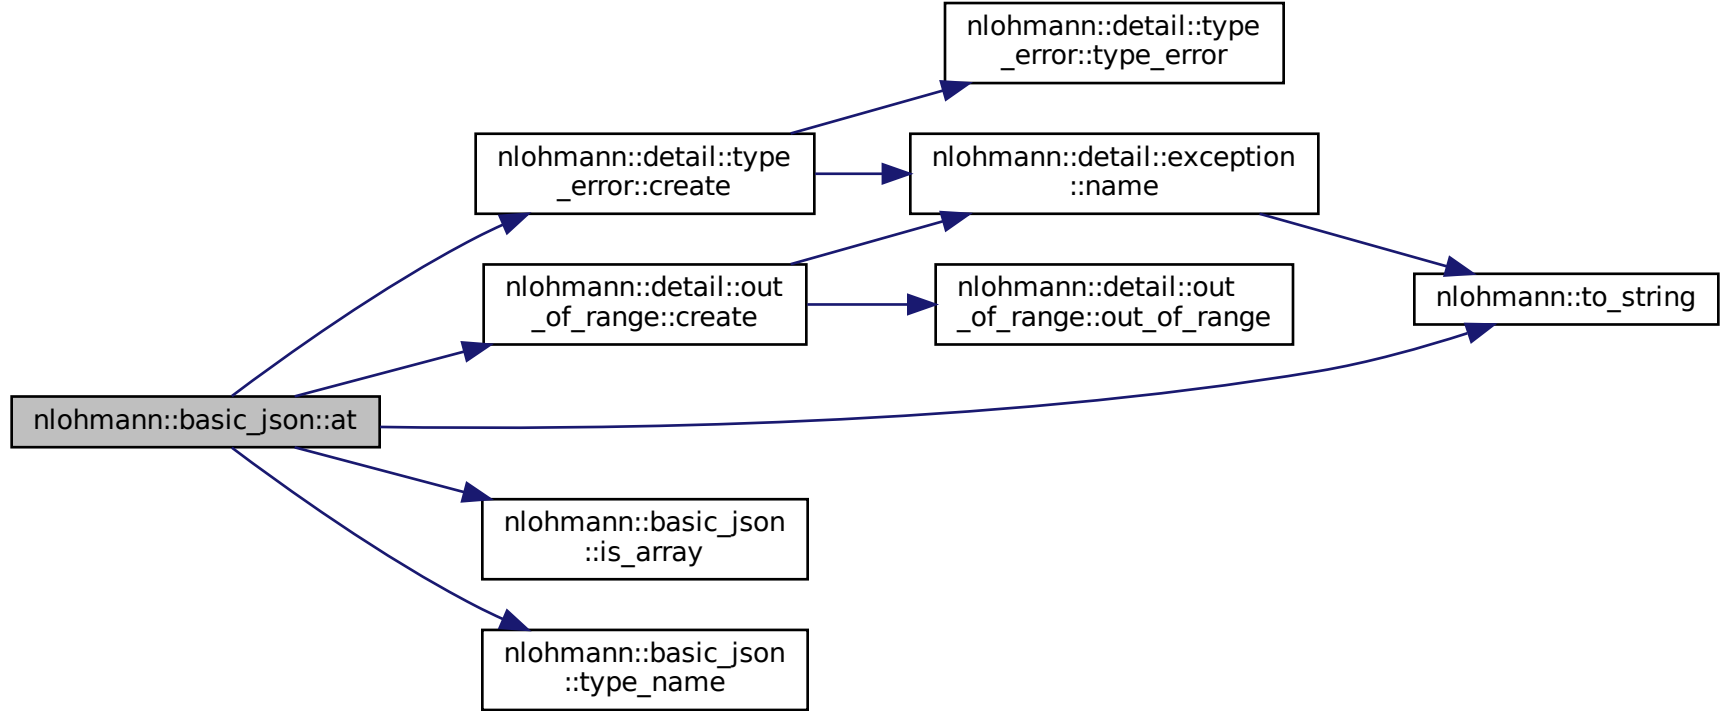 nlohmann::detail::type
_error::type_error
nlohmann::detail::type
_error::create
nlohmann::detail::exception
::name
nlohmann::detail::out
_of_range::create
nlohmann::detail::out
_of_range::out_of_range
nlohmann::to_string
nlohmann::basic_json::at
nlohmann::basic_json
::is_array
nlohmann::basic_json
::type_name